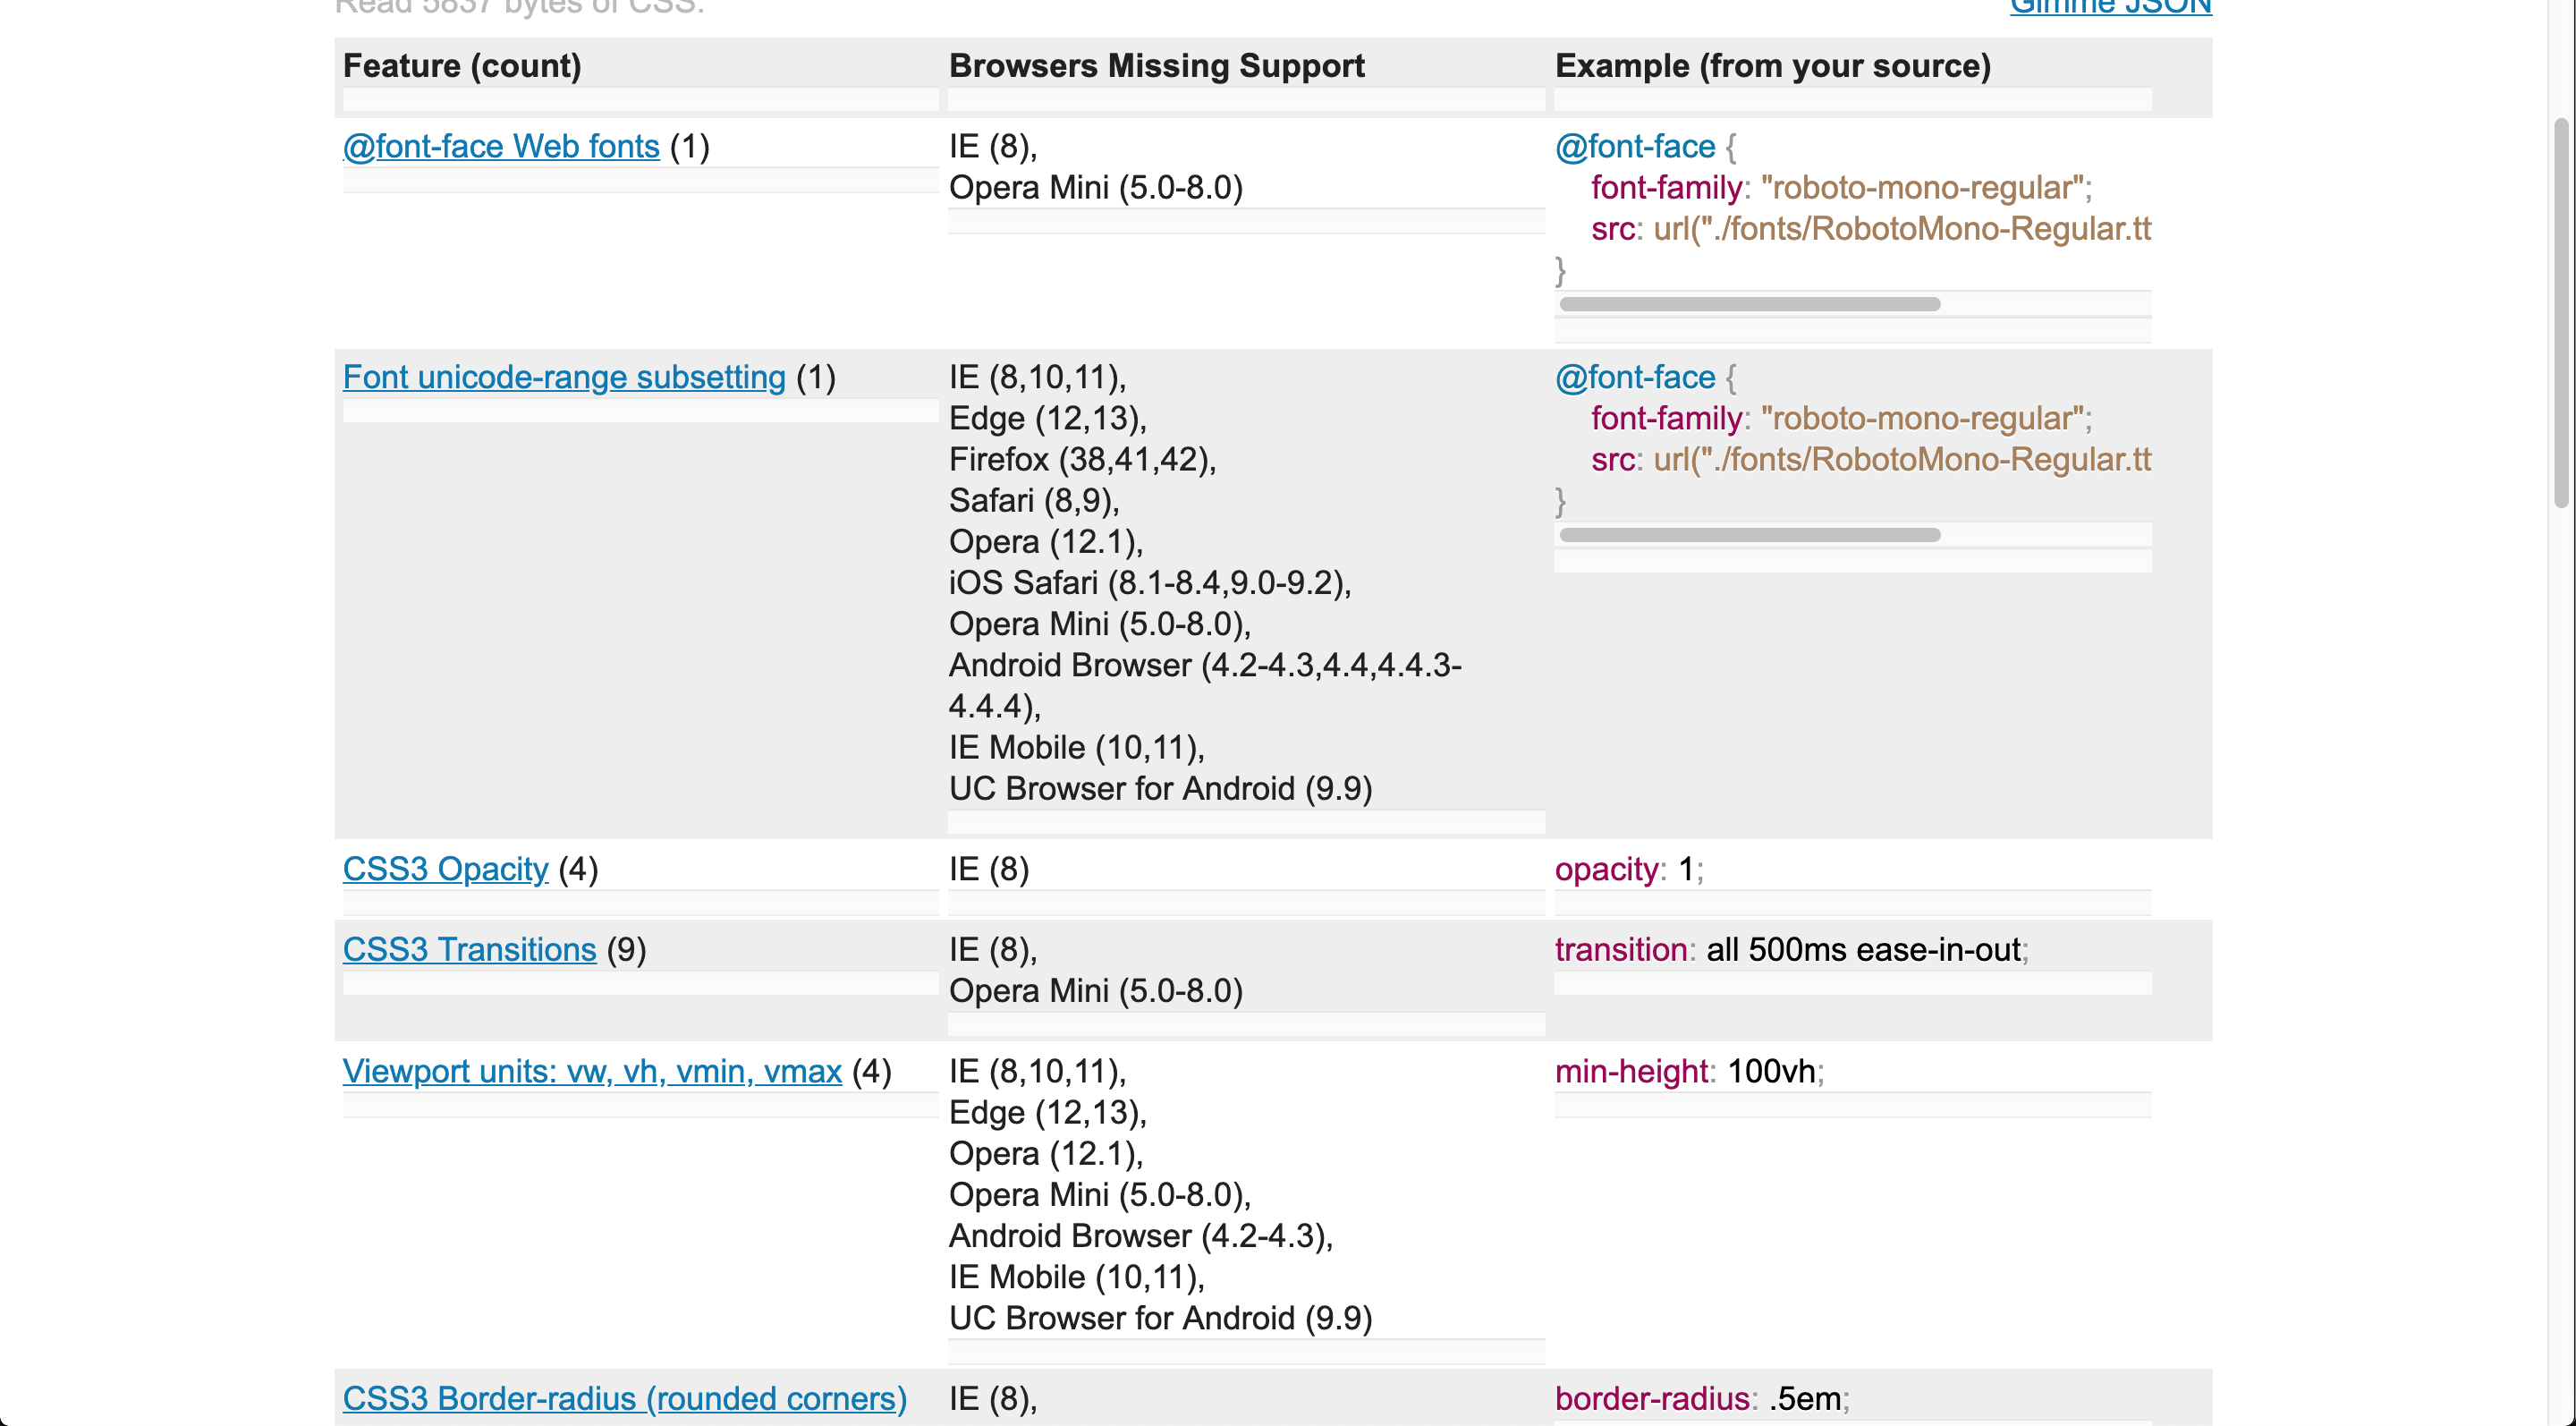 Read 5837 bytes of CSS.
Gimme JSON
Feature (count)
Browsers Missing Support
Example (from your source)
@font-face Web fonts (1)
IE (8),
Opera Mini (5.0-8.0)
@font-face {
font-family: "roboto-mono-regular";
src: url("./fonts/RobotoMono-Regular.tt
}
Font unicode-range subsetting (1)
IE (8,10,11),
Edge (12,13),
Firefox (38,41,42),
Safari (8,9),
Opera (12.1),
iOS Safari (8.1-8.4,9.0-9.2),
Opera Mini (5.0-8.0),
Android Browser (4.2-4.3,4.4,4.4.3-
4.4.4),
IE Mobile (10,11),
UC Browser for Android (9.9)
@font-face {
font-family: "roboto-mono-regular";
src: url("./fonts/RobotoMono-Regular.tt
}
CSS3 Opacity (4)
IE (8)
opacity: 1;
CSS3 Transitions (9)
IE (8),
Opera Mini (5.0-8.0)
transition: all 500ms ease-in-out;
Viewport units: vw, vh, vmin, vmax (4)
IE (8,10,11),
Edge (12,13),
Opera (12.1),
Opera Mini (5.0-8.0),
Android Browser (4.2-4.3),
IE Mobile (10,11),
UC Browser for Android (9.9)
min-height: 100vh;
CSS3 Border-radius (rounded corners)
IE (8),
border-radius: .5em;